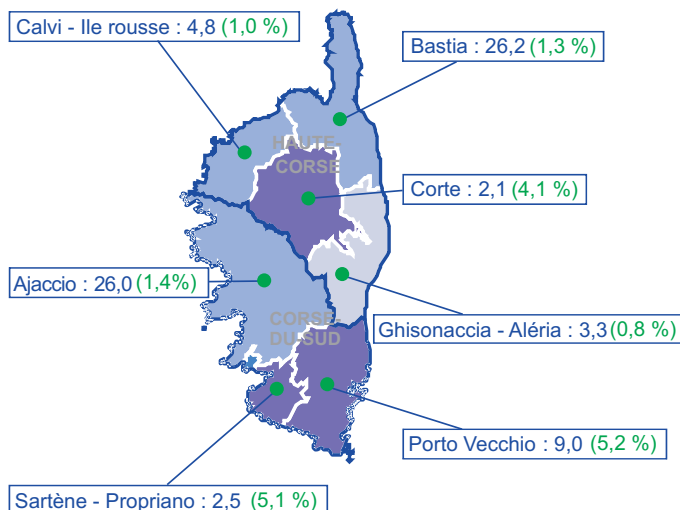 Calvi - Ile rousse : 4,8 (1,0 %)
Bastia : 26,2 (1,3 %)
HAUTE-
CORSE
Corte : 2,1 (4,1 %)
Ajaccio : 26,0 (1,4%)
CORSE-
DU-SUD
Ghisonaccia - Aléria : 3,3 (0,8 %)
Porto Vecchio : 9,0 (5,2 %)
Sartène - Propriano : 2,5 (5,1 %)